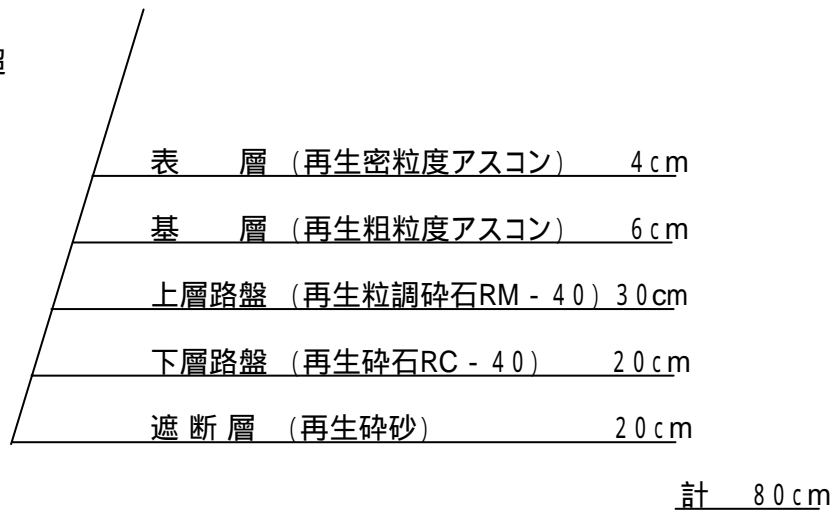 表　　層（再生密粒度アスコン）　4cm
基　　層（再生粗粒度アスコン）　6cm
上層路盤（再生粒調砕石RM - 40）30cm
下層路盤（再生砕石RC - 40）　20cm
遮 断 層（再生砕砂）　20cm
計　80cm